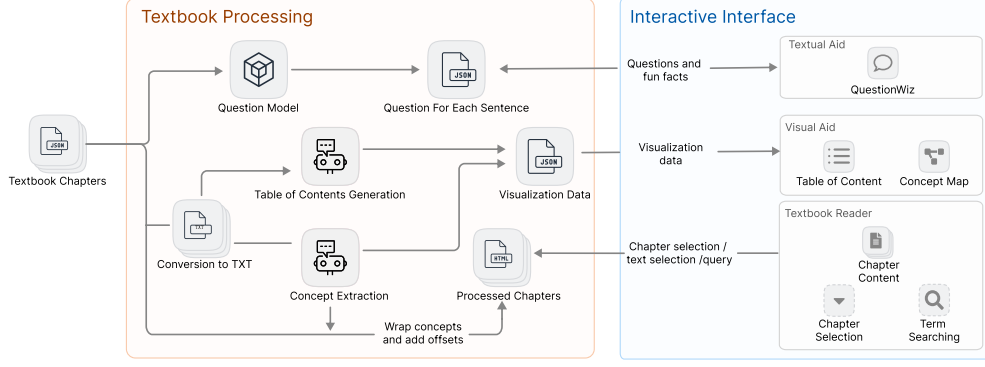 Textbook Processing
Interactive Interface
JSON
Textbook Chapters
Question Model
JSON
Question For Each Sentence
Questions and
fun facts
Textual Aid
QuestionWiz
Table of Contents Generation
JSON
Visualization Data
Visualization
data
Visual Aid
Table of Content
Concept Map
TXT
Conversion to TXT
Concept Extraction
HTML
Processed Chapters
Chapter selection /
text selection /query
Textbook Reader
Chapter
Content
Chapter
Selection
Term
Searching
Wrap concepts
and add offsets